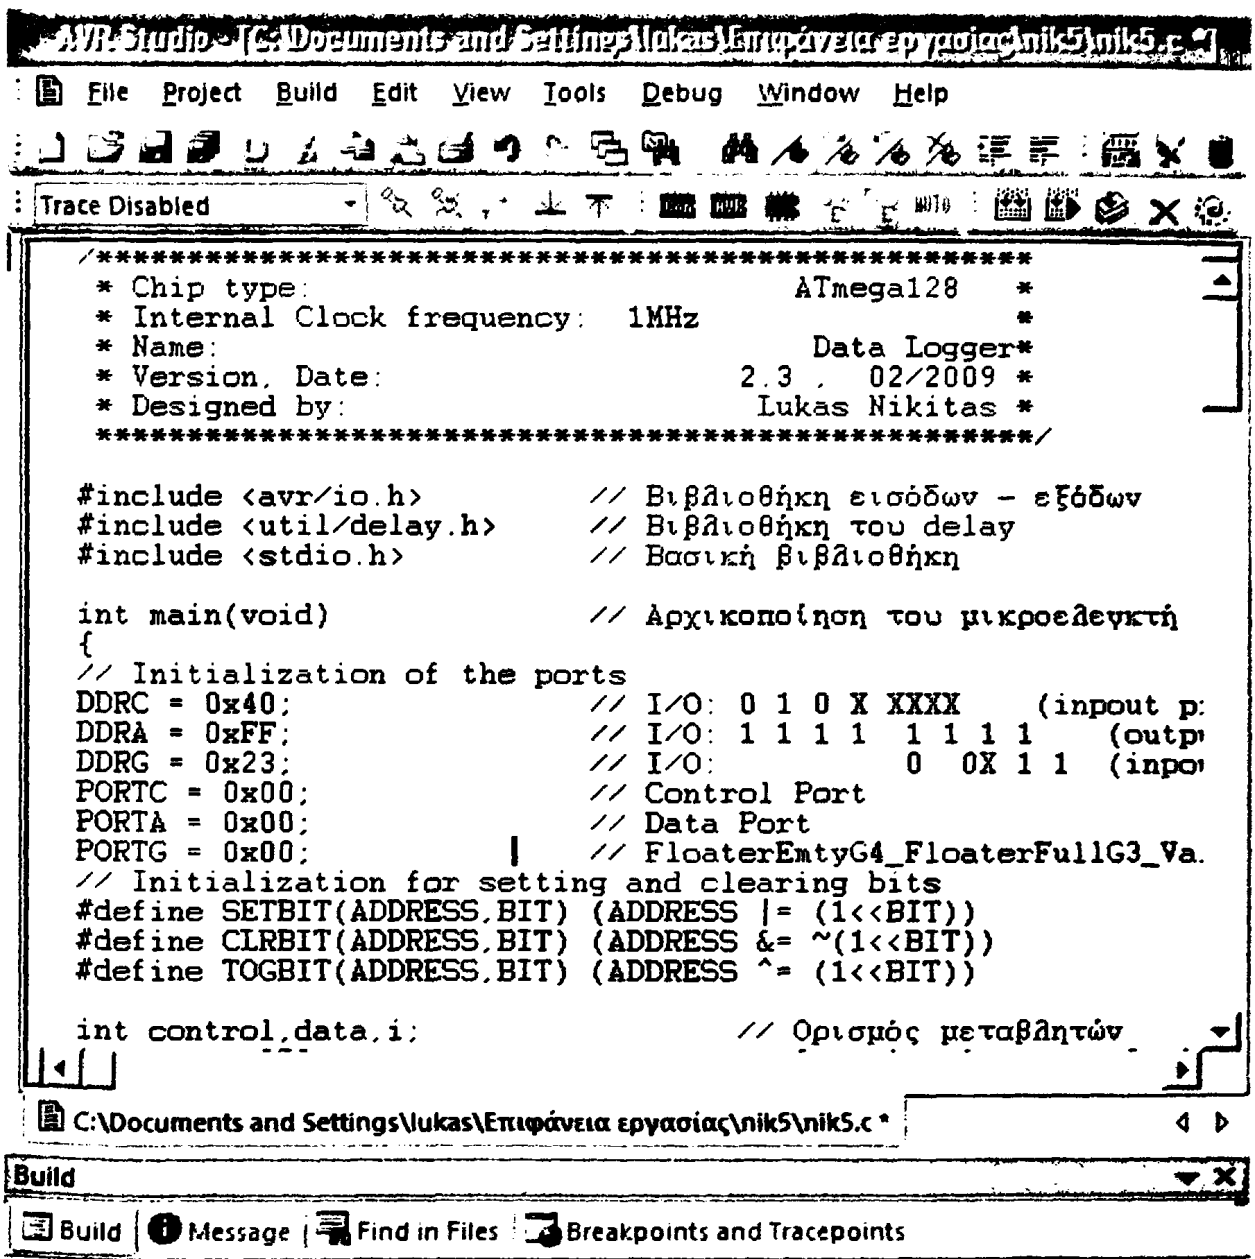 AVR Studio - [C:\Documents and Settings\lukas\Επιφάνεια εργασίας\nik5\nik5.c *]
File Project Build Edit View Tools Debug Window Help
Trace Disabled
/****************************************************
* Chip type: ATmega128 *
* Internal Clock frequency: 1MHz *
* Name: Data Logger*
* Version, Date: 2.3 , 02/2009 *
* Designed by: Lukas Nikitas *
****************************************************/
#include <avr/io.h> // Βιβλιοθήκη εισόδων - εξόδων
#include <util/delay.h> // Βιβλιοθήκη του delay
#include <stdio.h> // Βασική βιβλιοθήκη
int main(void) // Αρχικοποίηση του μικροελεγκτή
{
// Initialization of the ports
DDRC = 0x40; // I/O: 0 1 0 X XXXX (inpout p
DDRA = 0xFF; // I/O: 1 1 1 1 1 1 1 1 (outp
DDRG = 0x23; // I/O: 0 0X 1 1 (inpo
PORTC = 0x00; // Control Port
PORTA = 0x00; // Data Port
PORTG = 0x00; // FloaterEmtyG4_FloaterFullG3_Va
// Initialization for setting and clearing bits
#define SETBIT(ADDRESS,BIT) (ADDRESS |= (1<<BIT))
#define CLRBIT(ADDRESS,BIT) (ADDRESS &= ~(1<<BIT))
#define TOGBIT(ADDRESS,BIT) (ADDRESS ^= (1<<BIT))
int control,data,i; // Ορισμός μεταβλητών
C:\Documents and Settings\lukas\Επιφάνεια εργασίας\nik5\nik5.c *
Build
Build Message Find in Files Breakpoints and Tracepoints